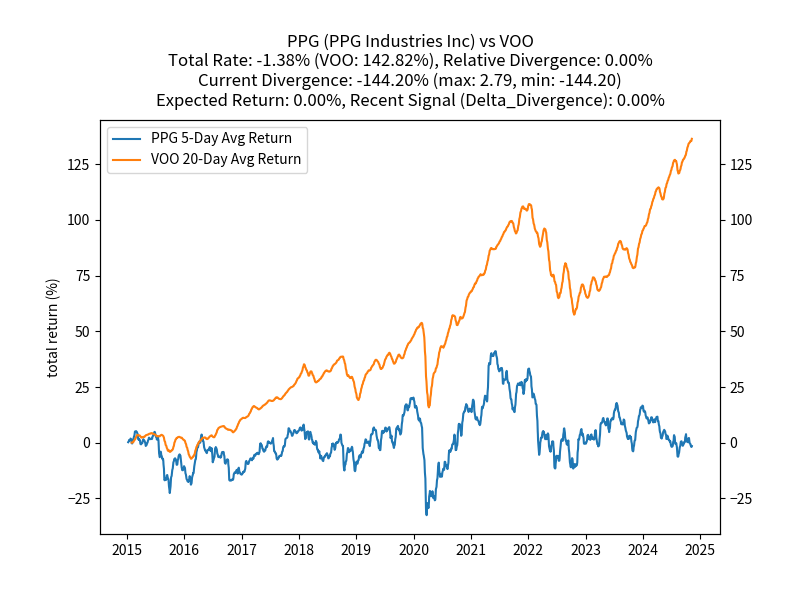 PPG (PPG Industries Inc) vs VOO
Total Rate: -1.38% (VOO: 142.82%), Relative Divergence: 0.00%
Current Divergence: -144.20% (max: 2.79, min: -144.20)
Expected Return: 0.00%, Recent Signal (Delta_Divergence): 0.00%
PPG 5-Day Avg Return
VOO 20-Day Avg Return
total return (%)
125 125
100 100
75 75
50 50
25 25
0 0
−25 −25
2015 2016 2017 2018 2019 2020 2021 2022 2023 2024 2025